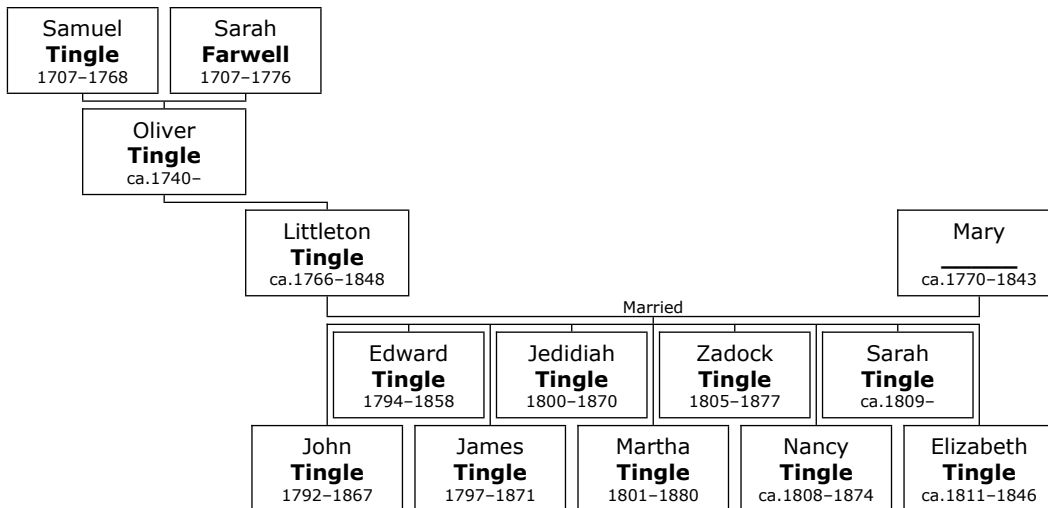 Samuel
Tingle
1707–1768
Sarah
Farwell
1707–1776
Oliver
Tingle
ca.1740–
Littleton
Tingle
ca.1766–1848
Mary
_______
ca.1770–1843
Married
Edward
Tingle
1794–1858
Jedidiah
Tingle
1800–1870
Zadock
Tingle
1805–1877
Sarah
Tingle
ca.1809–
John
Tingle
1792–1867
James
Tingle
1797–1871
Martha
Tingle
1801–1880
Nancy
Tingle
ca.1808–1874
Elizabeth
Tingle
ca.1811–1846